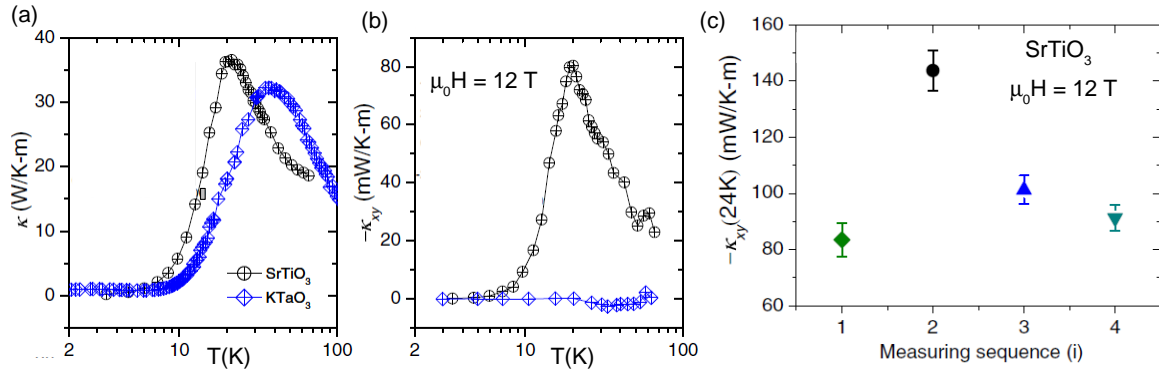 (a)
40
30
20
10
0
κ (W/K-m)
SrTiO₃
KTaO₃
2
10
100
T(K)
(b)
μ₀H = 12 T
80
60
40
20
0
−κxy (mW/K-m)
2
10
100
T(K)
(c)
160
140
120
100
80
60
−κxy(24K) (mW/K-m)
SrTiO₃
μ₀H = 12 T
1
2
3
4
Measuring sequence (i)